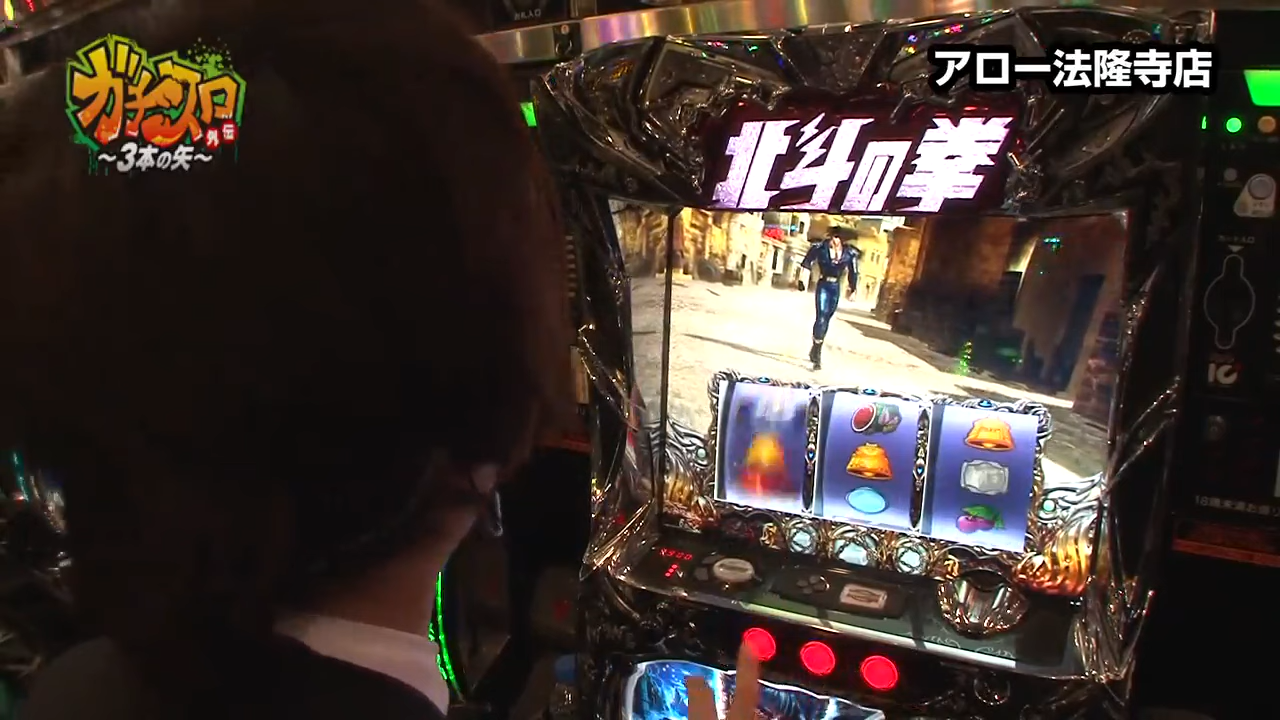 ガチスロ
外伝
～3本の矢～
アロー法隆寺店
北斗の拳